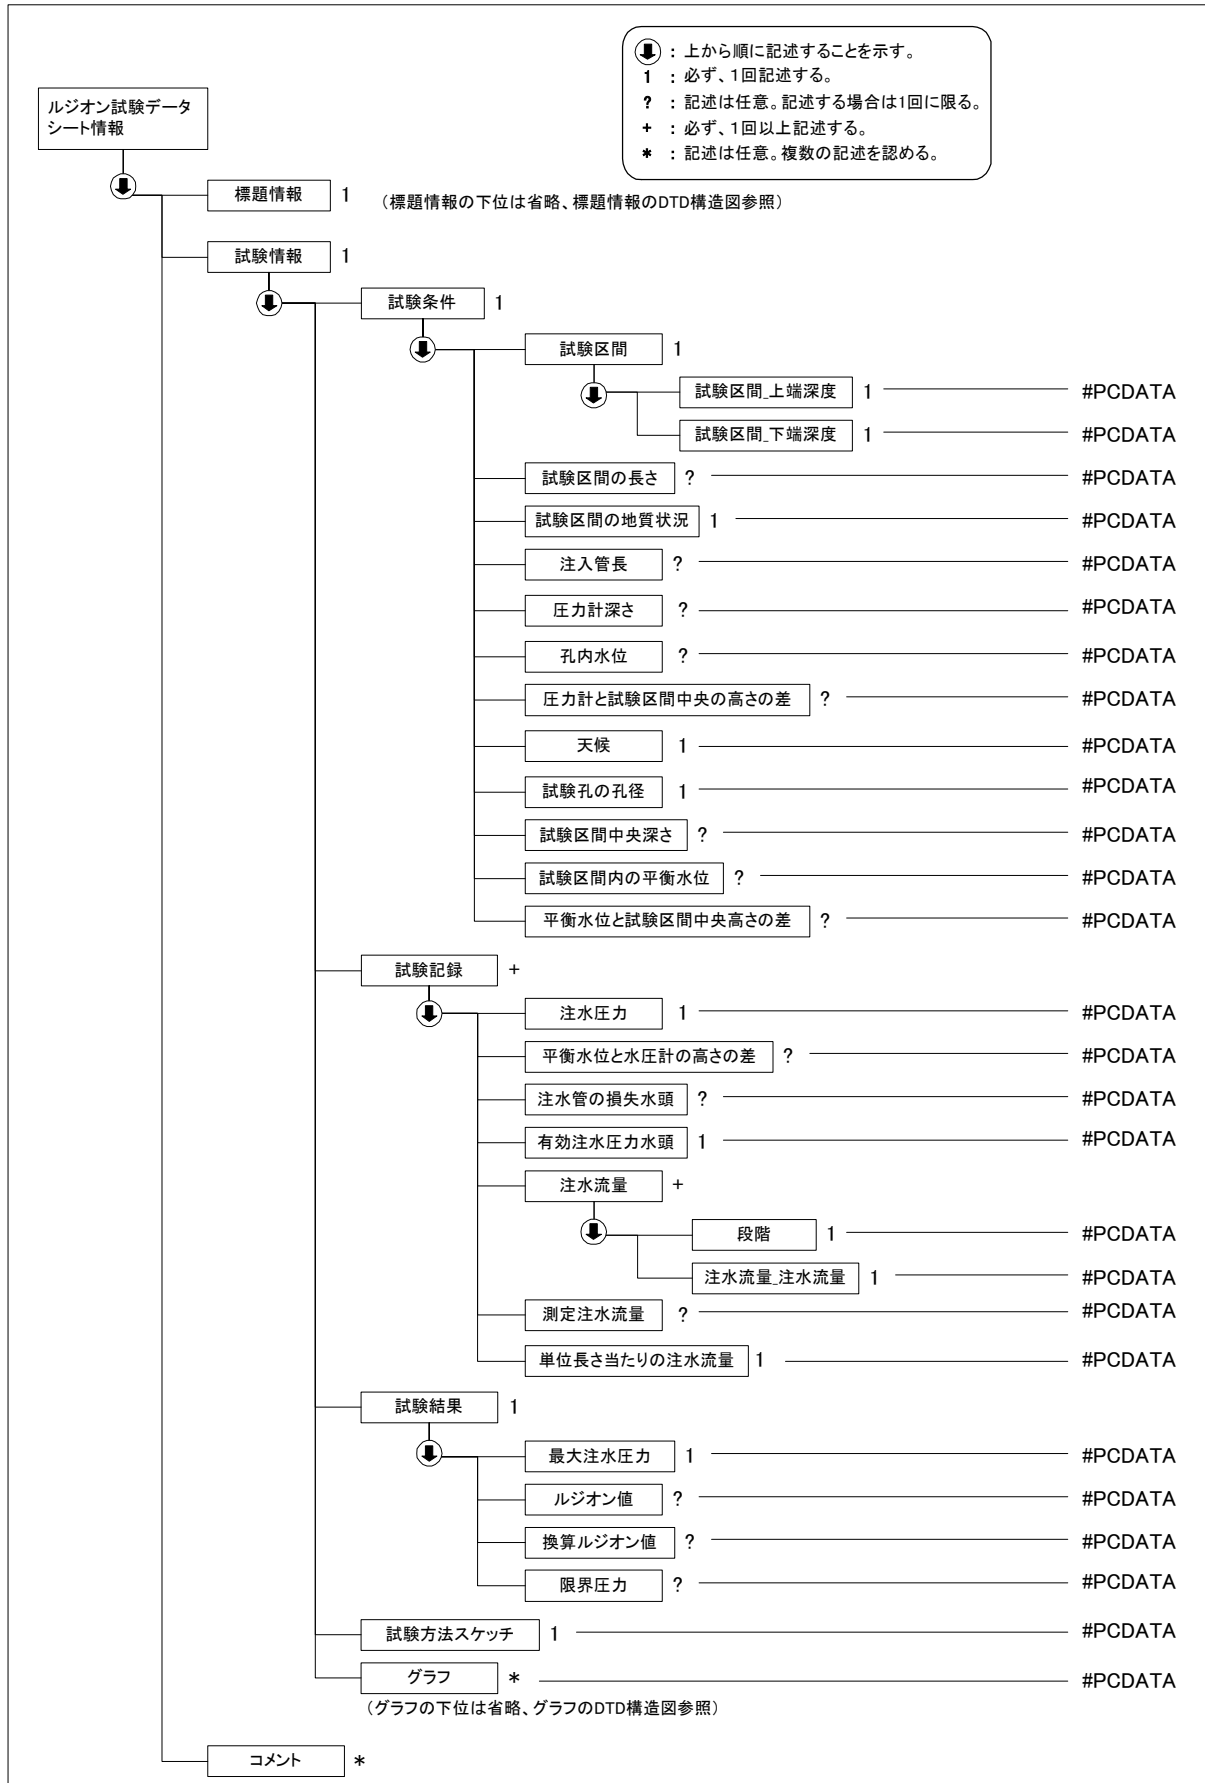 ：上から順に記述することを示す。
1 ：必ず、1回記述する。
? ：記述は任意。記述する場合は1回に限る。
+ ：必ず、1回以上記述する。
* ：記述は任意。複数の記述を認める。
ルジオン試験データ
シート情報
標題情報 1 （標題情報の下位は省略、標題情報のDTD構造図参照）
試験情報 1
試験条件 1
試験区間 1
試験区間_上端深度 1 #PCDATA
試験区間_下端深度 1 #PCDATA
試験区間の長さ ? #PCDATA
試験区間の地質状況 1 #PCDATA
注入管長 ? #PCDATA
圧力計深さ ? #PCDATA
孔内水位 ? #PCDATA
圧力計と試験区間中央の高さの差 ? #PCDATA
天候 1 #PCDATA
試験孔の孔径 1 #PCDATA
試験区間中央深さ ? #PCDATA
試験区間内の平衡水位 ? #PCDATA
平衡水位と試験区間中央高さの差 ? #PCDATA
試験記録 +
注水圧力 1 #PCDATA
平衡水位と水圧計の高さの差 ? #PCDATA
注水管の損失水頭 ? #PCDATA
有効注水圧力水頭 1 #PCDATA
注水流量 +
段階 1 #PCDATA
注水流量_注水流量 1 #PCDATA
測定注水流量 ? #PCDATA
単位長さ当たりの注水流量 1 #PCDATA
試験結果 1
最大注水圧力 1 #PCDATA
ルジオン値 ? #PCDATA
換算ルジオン値 ? #PCDATA
限界圧力 ? #PCDATA
試験方法スケッチ 1 #PCDATA
グラフ * #PCDATA
（グラフの下位は省略、グラフのDTD構造図参照）
コメント *